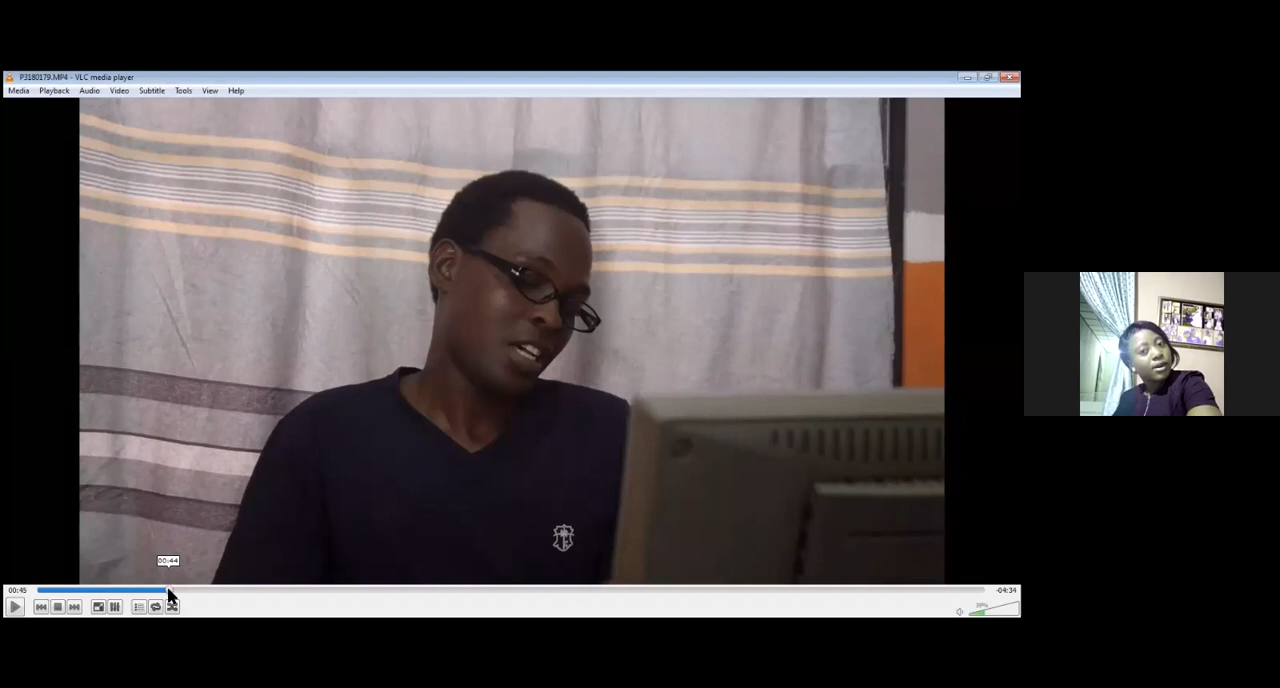 P3180179.MP4 - VLC media player
Media Playback Audio Video Subtitle Tools View Help
00:44
00:45
-04:34